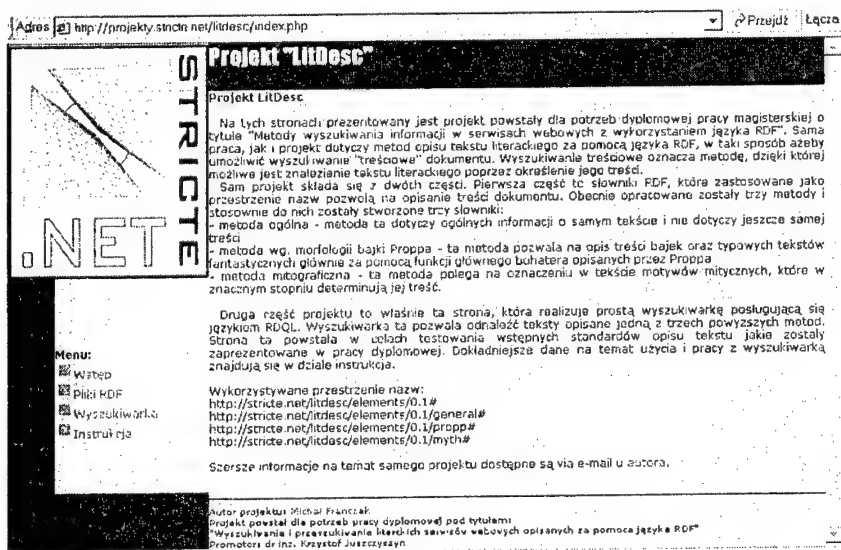 Adres http://projekty.stricte.net/litdesc/index.php Przejdź Łącza
STRICTE
.NET
Projekt "LitDesc"
Projekt LitDesc
Na tych stronach prezentowany jest projekt powstały dla potrzeb dyplomowej pracy magisterskiej o
tytule "Metody wyszukiwania informacji w serwisach webowych z wykorzystaniem języka RDF". Sama
praca, jak i projekt dotyczy metod opisu tekstu literackiego za pomocą języka RDF, w taki sposób ażeby
umożliwić wyszukiwanie "treściowe" dokumentu. Wyszukiwanie treściowe oznacza metodę, dzięki której
możliwe jest znalezienie tekstu literackiego poprzez określenie jego treści.
Sam projekt składa się z dwóch części. Pierwsza część to słowniki RDF, które zastosowane jako
przestrzenie nazw pozwolą na opisanie treści dokumentu. Obecnie opracowane zostały trzy metody i
stosownie do nich zostały stworzone trzy słowniki:
- metoda ogólna - metoda ta dotyczy ogólnych informacji o samym tekście i nie dotyczy jeszcze samej
treści
- metoda wg. morfologii bajki Proppa - ta metoda pozwala na opis treści bajek oraz typowych tekstów
fantastycznych głównie za pomocą funkcji głównego bohatera opisanych przez Proppa
- metoda mitograficzna - ta metoda polega na oznaczeniu w tekście motywów mitycznych, które w
znacznym stopniu determinują jej treść.
Druga część projektu to właśnie ta strona, która realizuje prostą wyszukiwarkę posługującą się
językiem RDQL. Wyszukiwarka ta pozwala odnaleźć teksty opisane jedną z trzech powyższych metod.
Strona ta powstała w celach testowania wstępnych standardów opisu tekstu jakie zostały
zaprezentowane w pracy dyplomowej. Dokładniejsze dane na temat użycia i pracy z wyszukiwarką
znajdują się w dziale instrukcja.
Menu:
Wstęp
Pliki RDF
Wyszukiwarka
Instrukcja
Wykorzystywane przestrzenie nazw:
http://stricte.net/litdesc/elements/0.1#
http://stricte.net/litdesc/elements/0.1/general#
http://stricte.net/litdesc/elements/0.1/propp#
http://stricte.net/litdesc/elements/0.1/myth#
Szersze informacje na temat samego projektu dostępne są via e-mail u autora.
Autor projektu: Michał Franczak
Projekt powstał dla potrzeb pracy dyplomowej pod tytułem:
"Wyszukiwania i przeszukiwanie literckich serwisów webowych opisanych za pomoca języka RDF"
Promotor: dr inz. Krzysztof Juszczyszyn